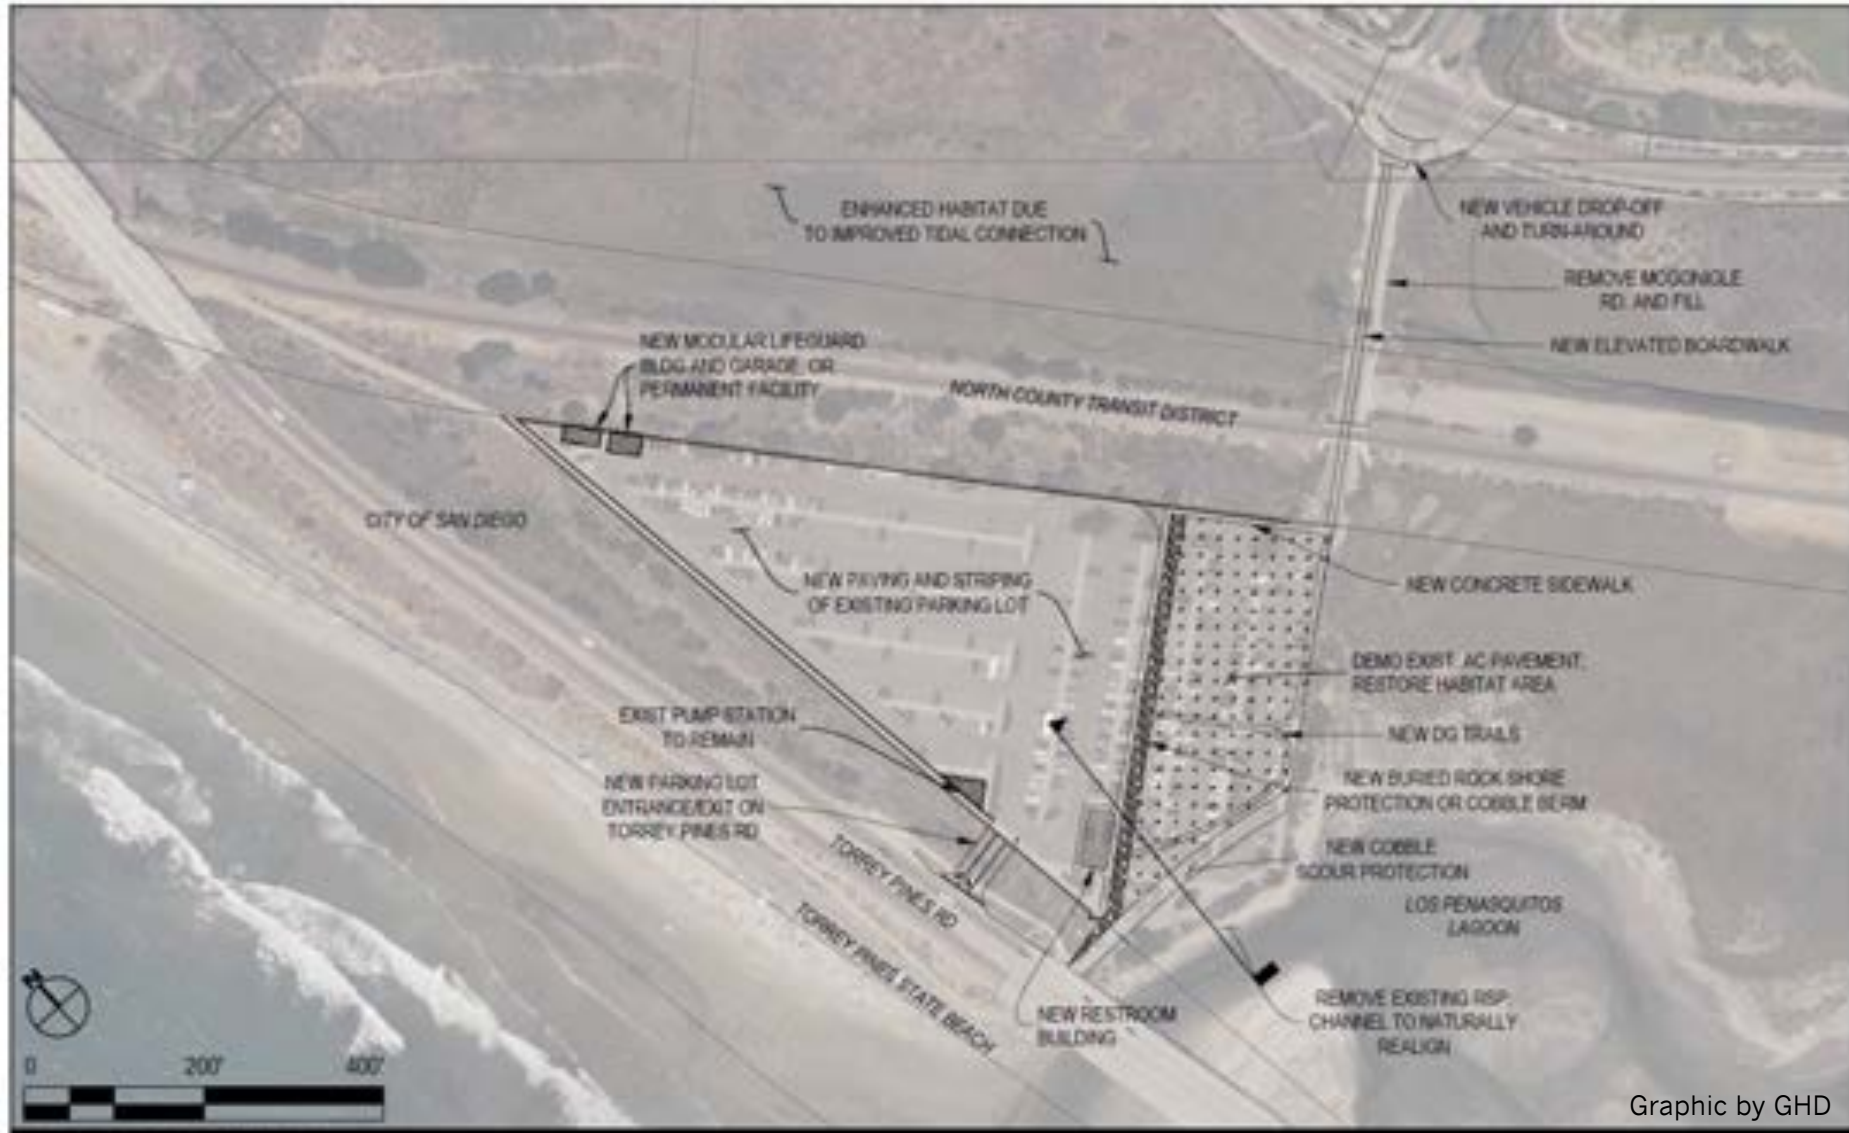 ENHANCED HABITAT DUE
TO IMPROVED TIDAL CONNECTION
NEW VEHICLE DROP-OFF
AND TURN-AROUND
REMOVE MCGONIGLE
RD. AND FILL
NEW ELEVATED BOARDWALK
NEW MODULAR LIFEGUARD
BLDG AND GARAGE, OR
PERMANENT FACILITY
NORTH COUNTY TRANSIT DISTRICT
CITY OF SAN DIEGO
NEW PAVING AND STRIPING
OF EXISTING PARKING LOT
NEW CONCRETE SIDEWALK
DEMO EXIST. AC PAVEMENT,
RESTORE HABITAT AREA
EXIST PUMP STATION
TO REMAIN
NEW DG TRAILS
NEW PARKING LOT
ENTRANCE/EXIT ON
TORREY PINES RD
NEW BURIED ROCK SHORE
PROTECTION OR COBBLE BERM
TORREY PINES RD
NEW COBBLE
SCOUR PROTECTION
LOS PENASQUITOS
LAGOON
TORREY PINES STATE BEACH
NEW RESTROOM
BUILDING
REMOVE EXISTING RSP,
CHANNEL TO NATURALLY
REALIGN
0 200' 400'
Graphic by GHD